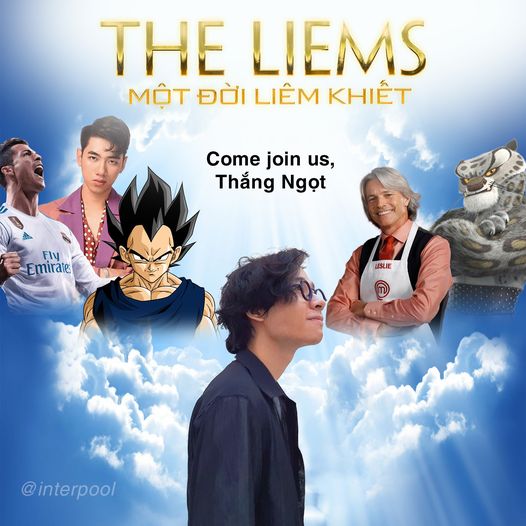 THE LIEMS
MỘT ĐỜI LIÊM KHIẾT
Come join us,
Thắng Ngọt
Fly
Emirates
LESLIE
@interpool